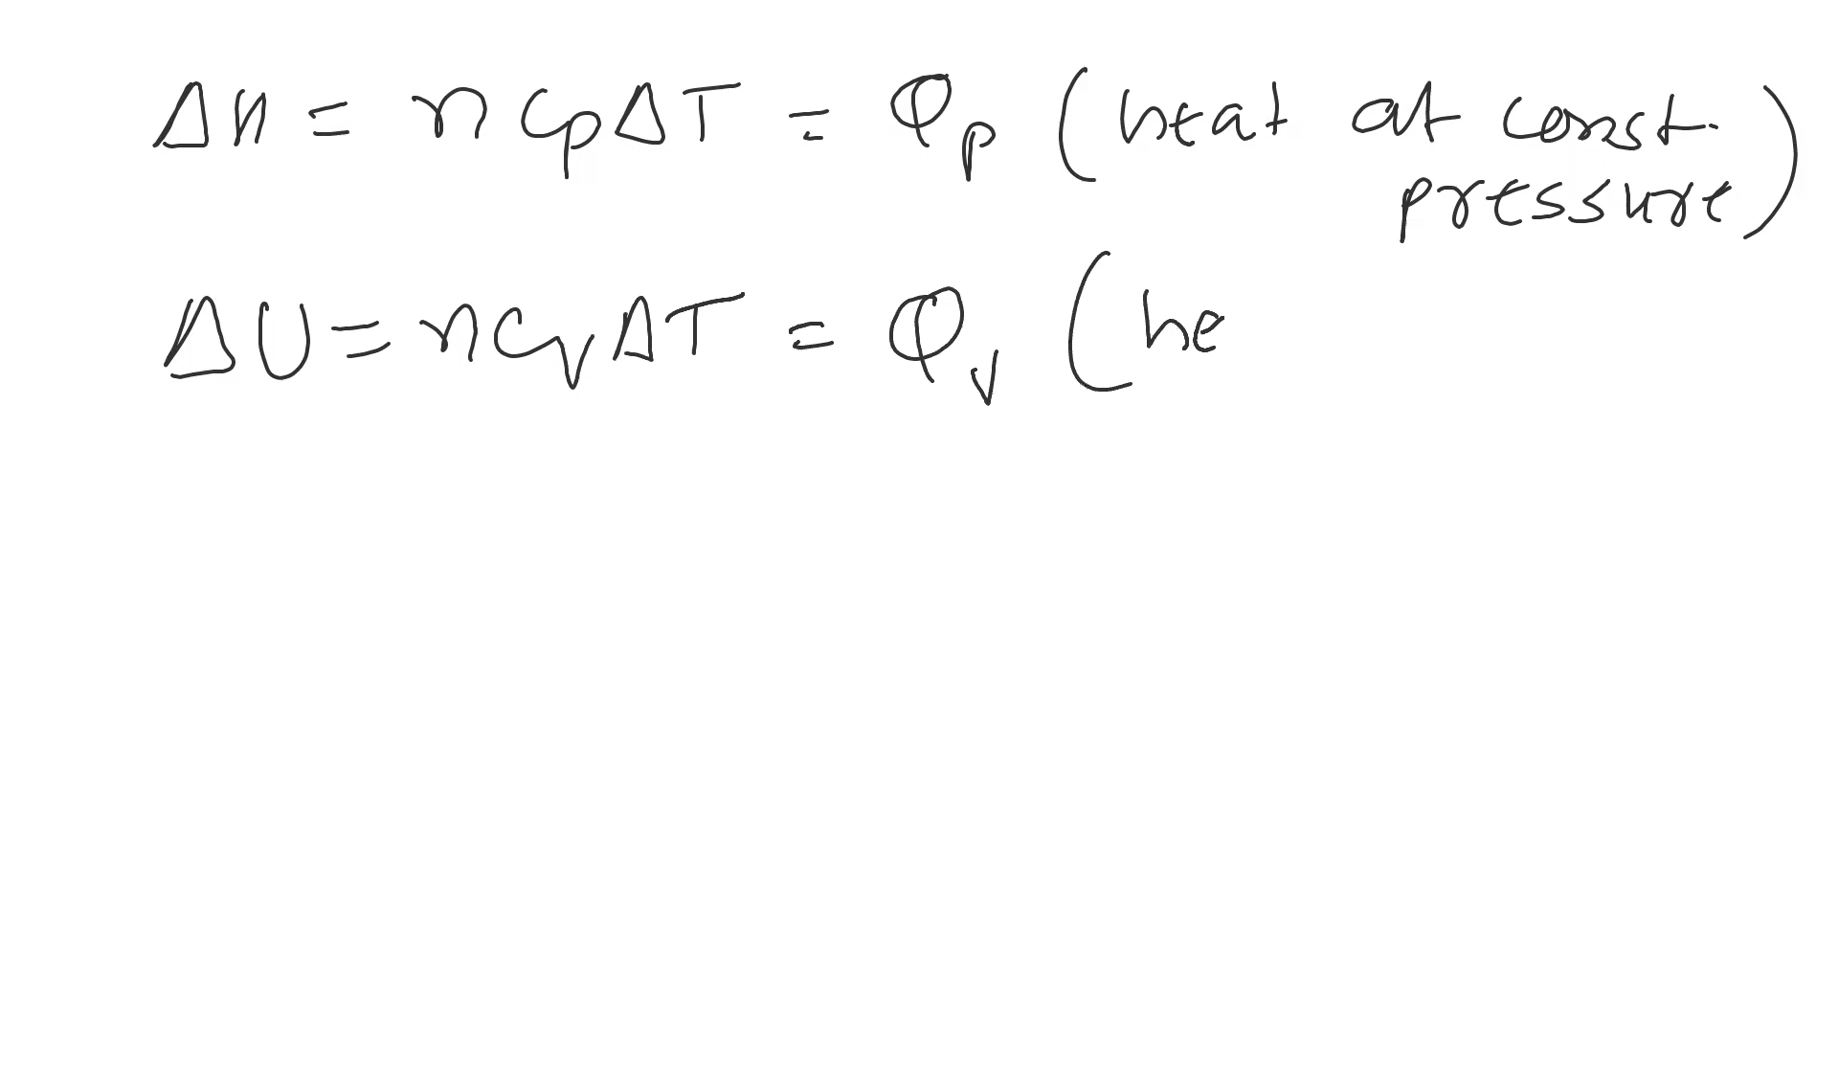 ΔH = nCpΔT = Qp (heat at const.
pressure)
ΔU = nCvΔT = Qv (he